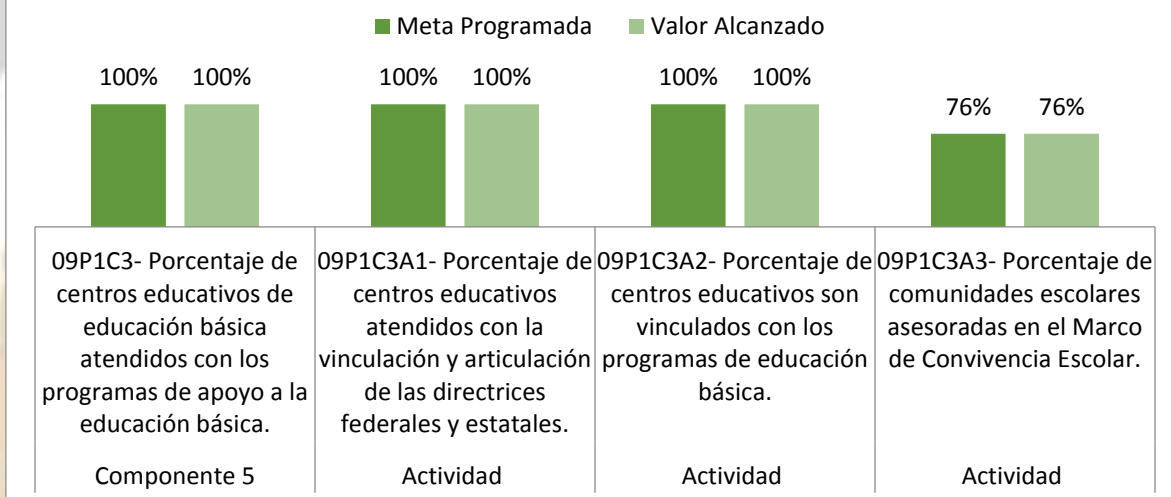 Meta Programada Valor Alcanzado
100% 100% 100% 100% 100% 100% 76% 76%
09P1C3- Porcentaje de
centros educativos de
educación básica
atendidos con los
programas de apoyo a la
educación básica.
Componente 5
09P1C3A1- Porcentaje de
centros educativos
atendidos con la
vinculación y articulación
de las directrices
federales y estatales.
Actividad
09P1C3A2- Porcentaje de
centros educativos son
vinculados con los
programas de educación
básica.
Actividad
09P1C3A3- Porcentaje de
comunidades escolares
asesoradas en el Marco
de Convivencia Escolar.
Actividad